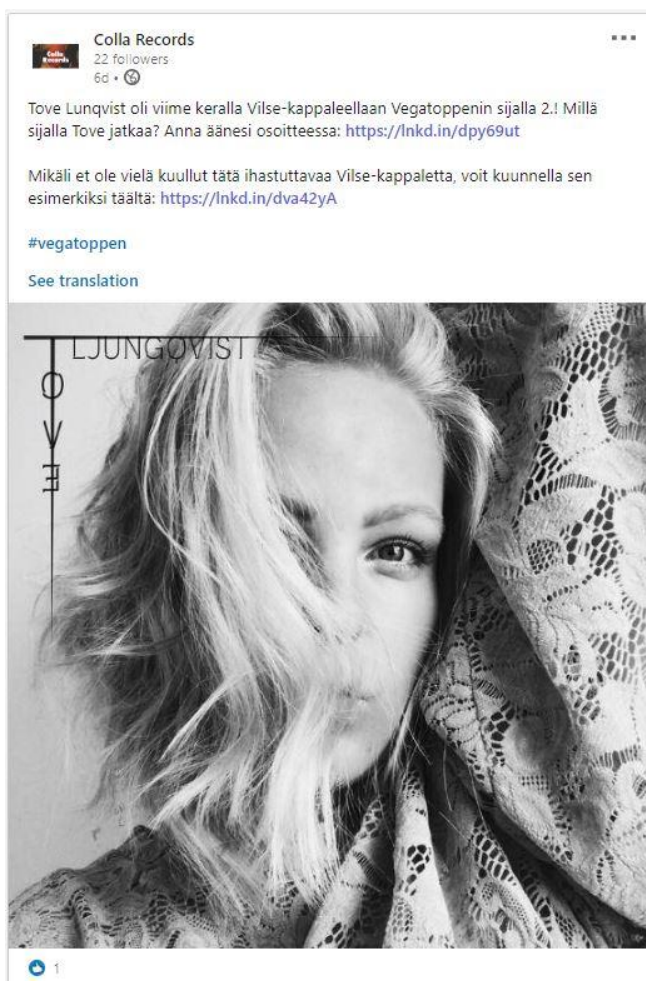 Colla Records
Colla
Records
22 followers
6d •
Tove Lunqvist oli viime keralla Vilse-kappaleellaan Vegatoppenin sijalla 2.! Millä
sijalla Tove jatkaa? Anna äänesi osoitteessa: https://lnkd.in/dpy69ut
Mikäli et ole vielä kuullut tätä ihastuttavaa Vilse-kappaletta, voit kuunnella sen
esimerkiksi täältä: https://lnkd.in/dva42yA
#vegatoppen
See translation
LJUNGQVIST
TOVE
1